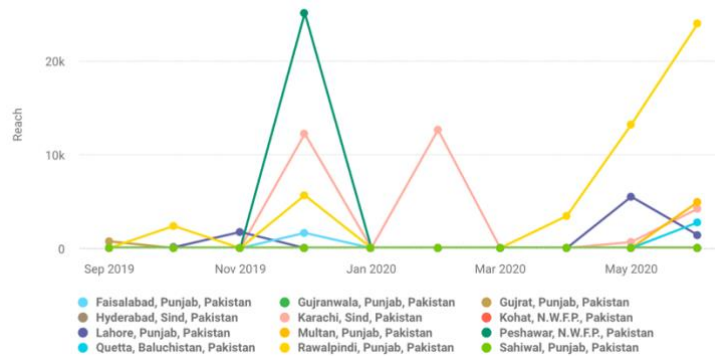 20k
10k
0
Reach
Sep 2019 Nov 2019 Jan 2020 Mar 2020 May 2020
Faisalabad, Punjab, Pakistan Gujranwala, Punjab, Pakistan Gujrat, Punjab, Pakistan
Hyderabad, Sind, Pakistan Karachi, Sind, Pakistan Kohat, N.W.F.P., Pakistan
Lahore, Punjab, Pakistan Multan, Punjab, Pakistan Peshawar, N.W.F.P., Pakistan
Quetta, Baluchistan, Pakistan Rawalpindi, Punjab, Pakistan Sahiwal, Punjab, Pakistan